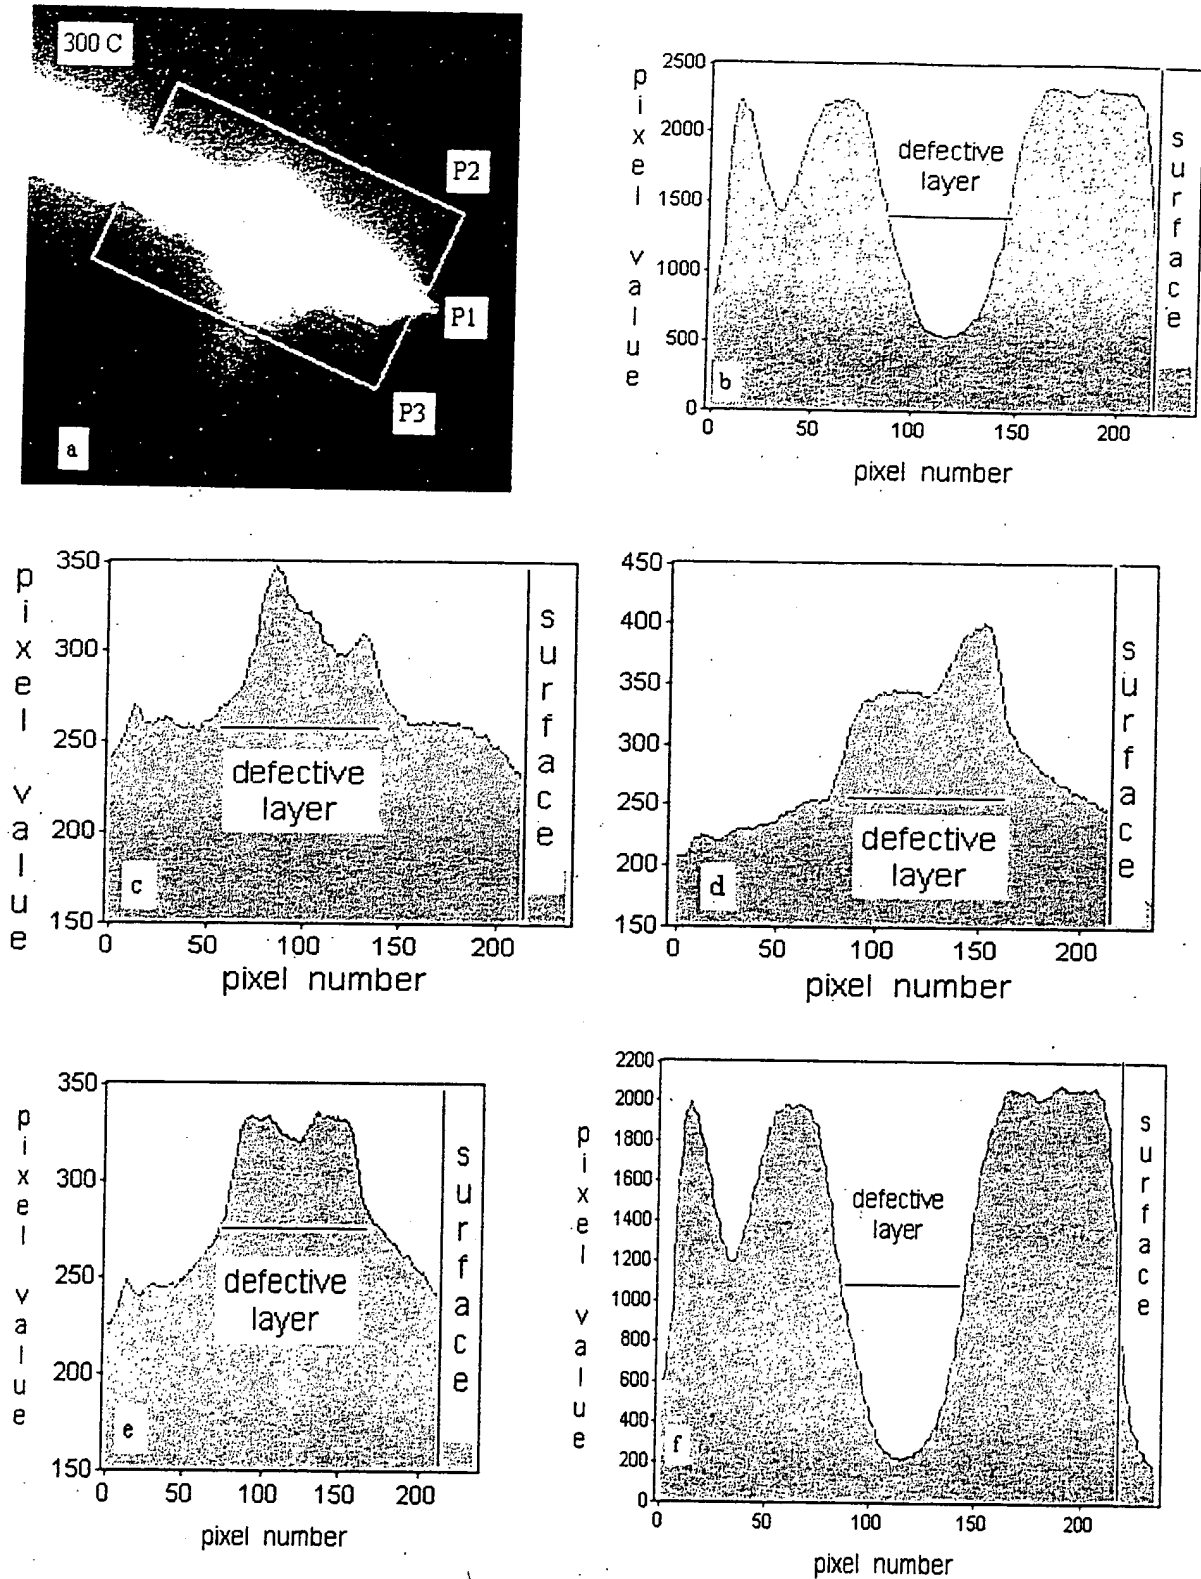 300 C
P2
P1
P3
a
pixel value
2500
2000
1500
1000
500
0
defective
layer
surface
b
0 50 100 150 200
pixel number
pixel value
350
300
250
200
150
defective
layer
surface
c
0 50 100 150 200
pixel number
450
400
350
300
250
200
150
defective
layer
surface
d
0 50 100 150 200
pixel number
pixel value
350
300
250
200
150
defective
layer
surface
e
0 50 100 150 200
pixel number
pixel value
2200
2000
1800
1600
1400
1200
1000
800
600
400
200
0
defective
layer
surface
f
0 50 100 150 200
pixel number